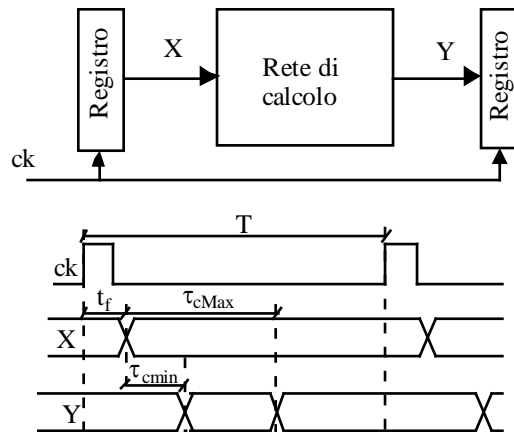 Registro
X
Rete di
calcolo
Y
Registro
ck
T
ck
t_f
τ_cMax
X
τ_cmin
Y